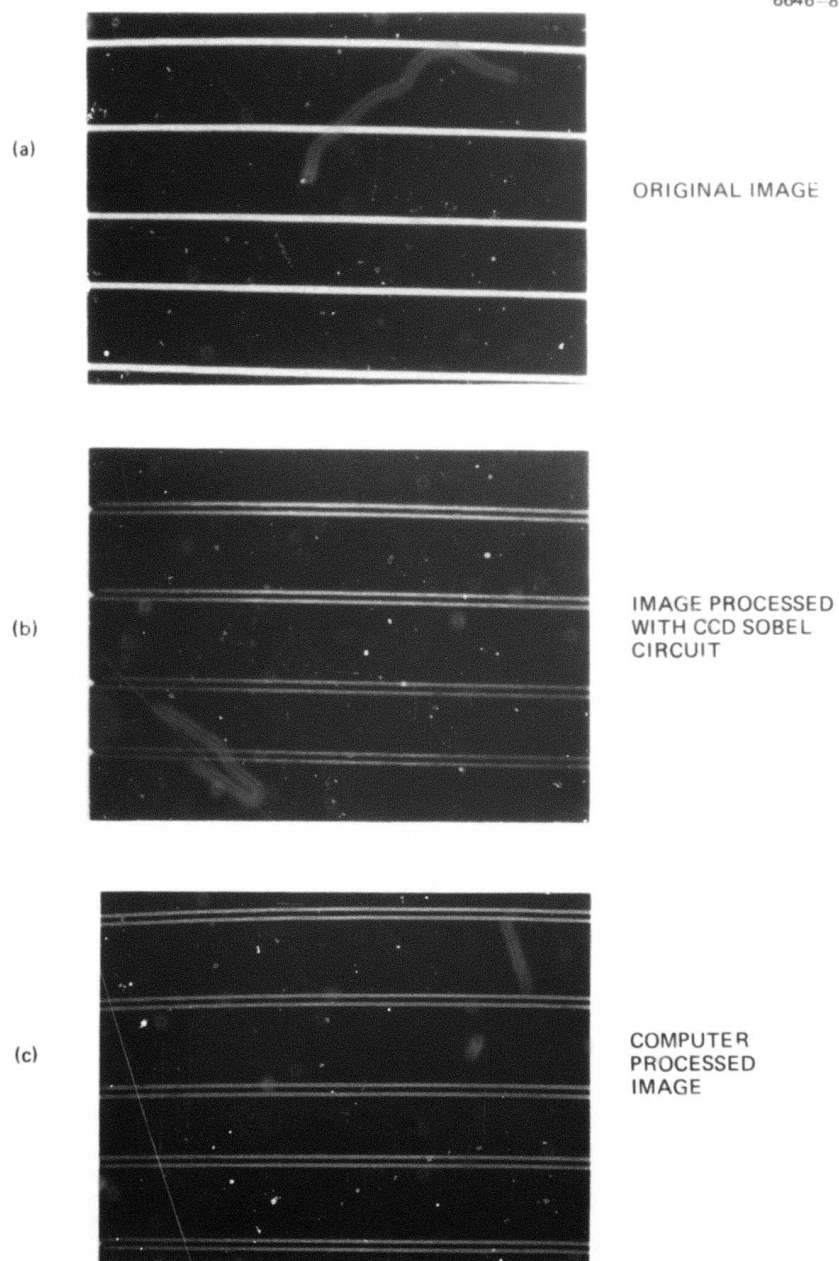 (a)
ORIGINAL IMAGE
(b)
IMAGE PROCESSED
WITH CCD SOBEL
CIRCUIT
(c)
COMPUTER
PROCESSED
IMAGE